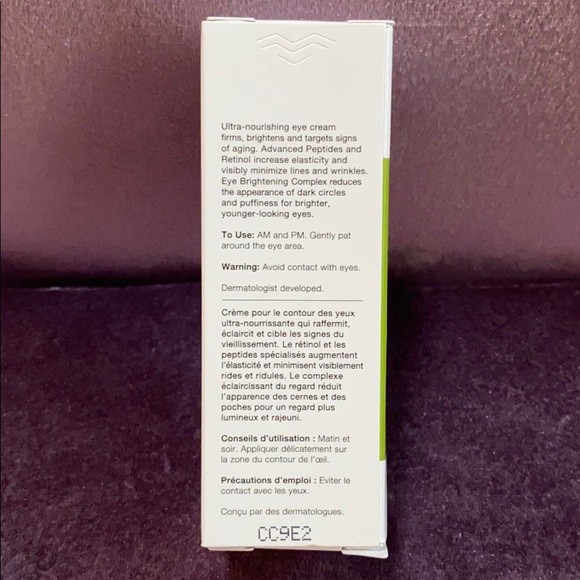 Ultra-nourishing eye cream
firms, brightens and targets signs
of aging. Advanced Peptides and
Retinol increase elasticity and
visibly minimize lines and wrinkles.
Eye Brightening Complex reduces
the appearance of dark circles
and puffiness for brighter,
younger-looking eyes.
To Use: AM and PM. Gently pat
around the eye area.
Warning: Avoid contact with eyes.
Dermatologist developed.
Crème pour le contour des yeux
ultra-nourrissante qui raffermit,
éclaircit et cible les signes du
vieillissement. Le rétinol et les
peptides spécialisés augmentent
l’élasticité et minimisent visiblement
rides et ridules. Le complexe
éclaircissant du regard réduit
l’apparence des cernes et des
poches pour un regard plus
lumineux et rajeuni.
Conseils d’utilisation : Matin et
soir. Appliquer délicatement sur
la zone du contour de l’œil.
Précautions d’emploi : Eviter le
contact avec les yeux.
Conçu par des dermatologues.
CC9E2